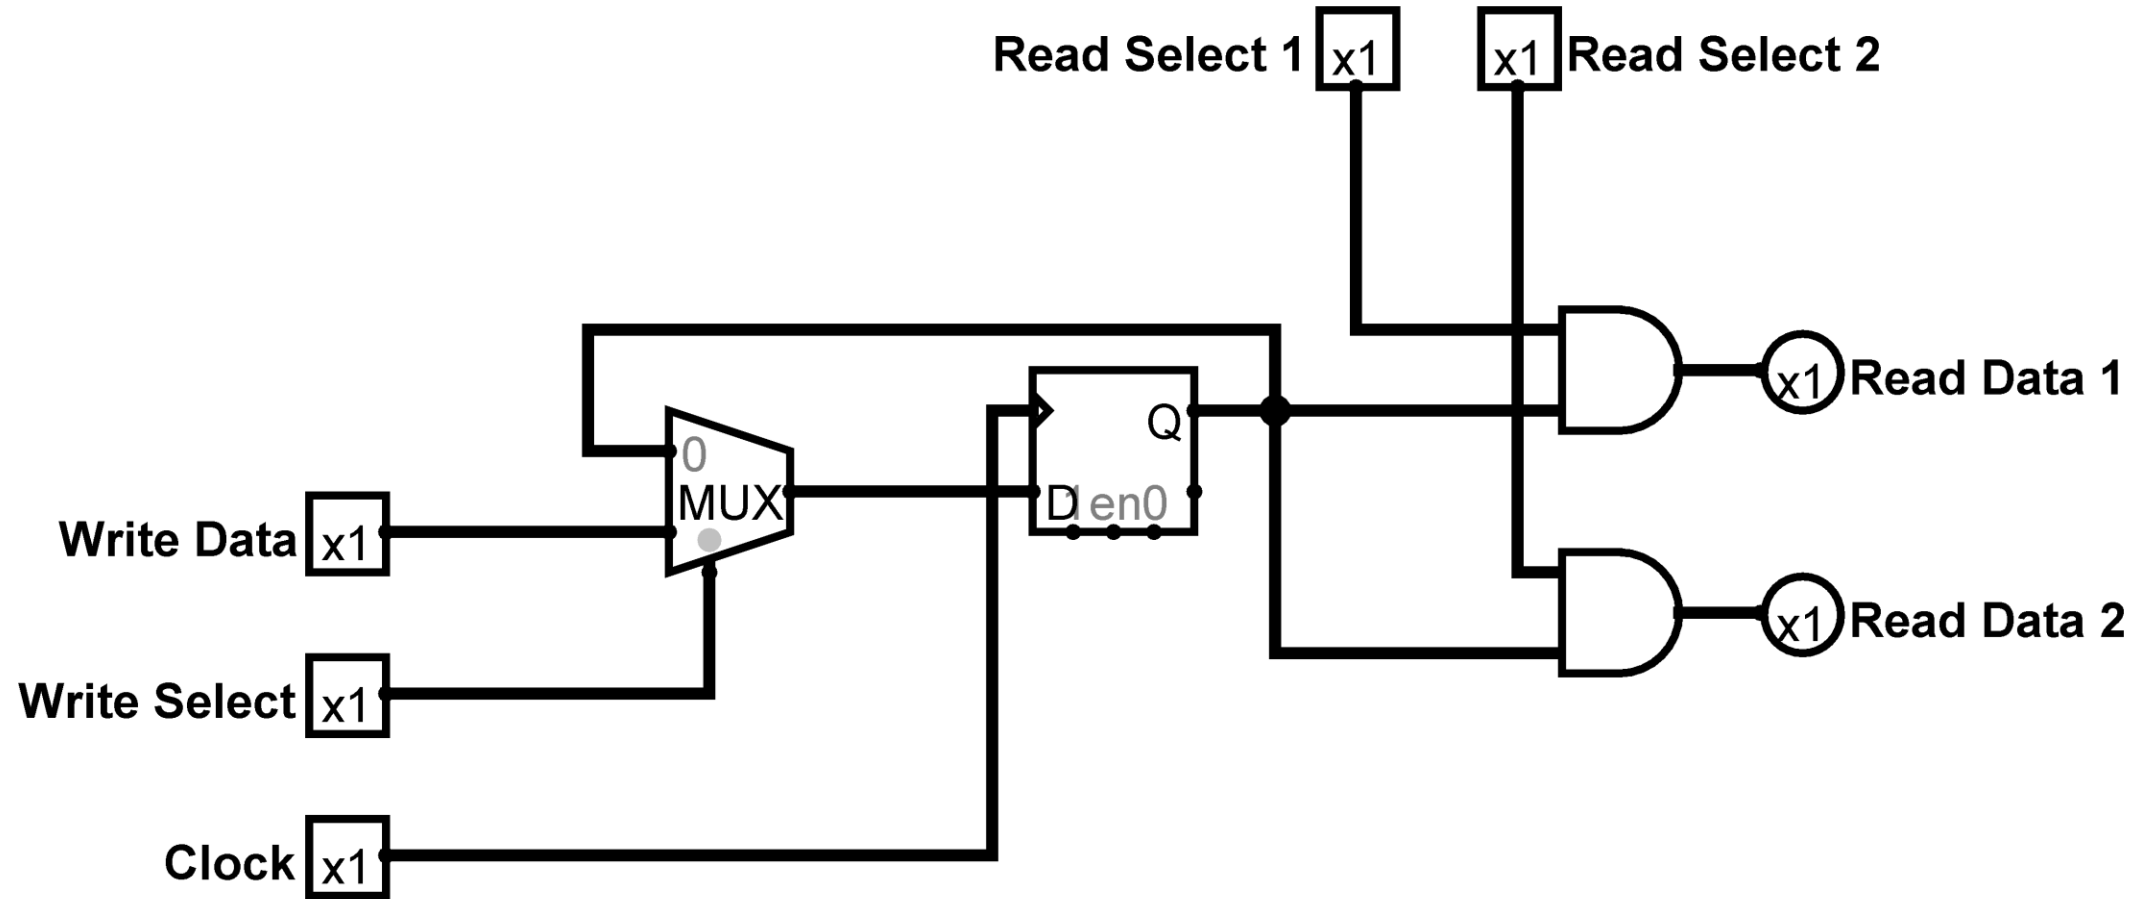 Read Select 1 x1
x1 Read Select 2
Q
0
MUX
D 1 en 0
x1 Read Data 1
Write Data x1
x1 Read Data 2
Write Select x1
Clock x1